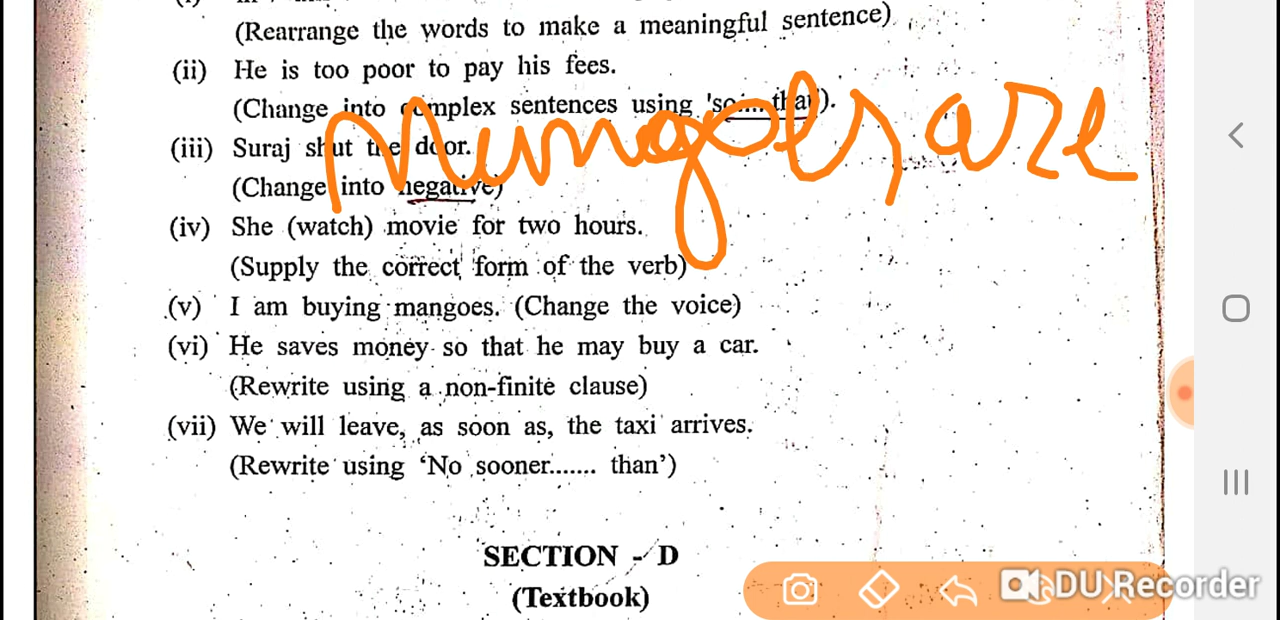 (Rearrange the words to make a meaningful sentence)
(ii) He is too poor to pay his fees.
(Change into complex sentences using 'so... that').
(iii) Suraj shut the door.
(Change into negative)
Mangoes, are
(iv) She (watch) movie for two hours.
(Supply the correct form of the verb)
(v) I am buying mangoes. (Change the voice)
(vi) He saves money so that he may buy a car.
(Rewrite using a non-finite clause)
(vii) We will leave, as soon as, the taxi arrives.
(Rewrite using 'No sooner....... than')
SECTION - D
(Textbook)
DU Recorder